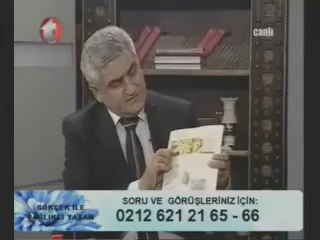 canlı
SORU VE GÖRÜŞLERİNİZ İÇİN:
0212 621 21 65 - 66
GÖKÇEK İLE
SAĞLIKLI YAŞAM